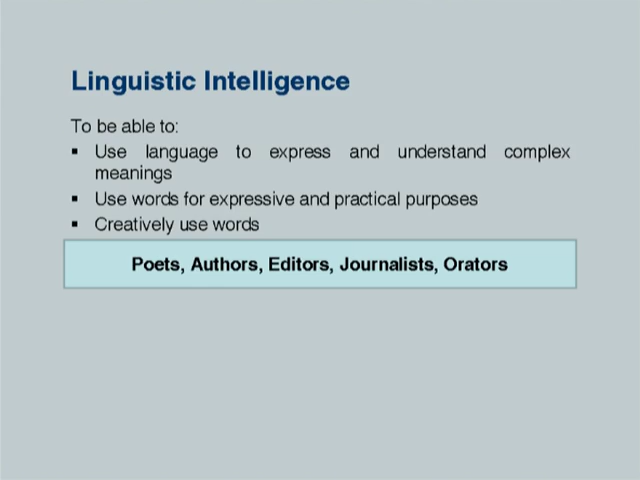 Linguistic Intelligence
To be able to:
▪ Use language to express and understand complex
meanings
▪ Use words for expressive and practical purposes
▪ Creatively use words
Poets, Authors, Editors, Journalists, Orators